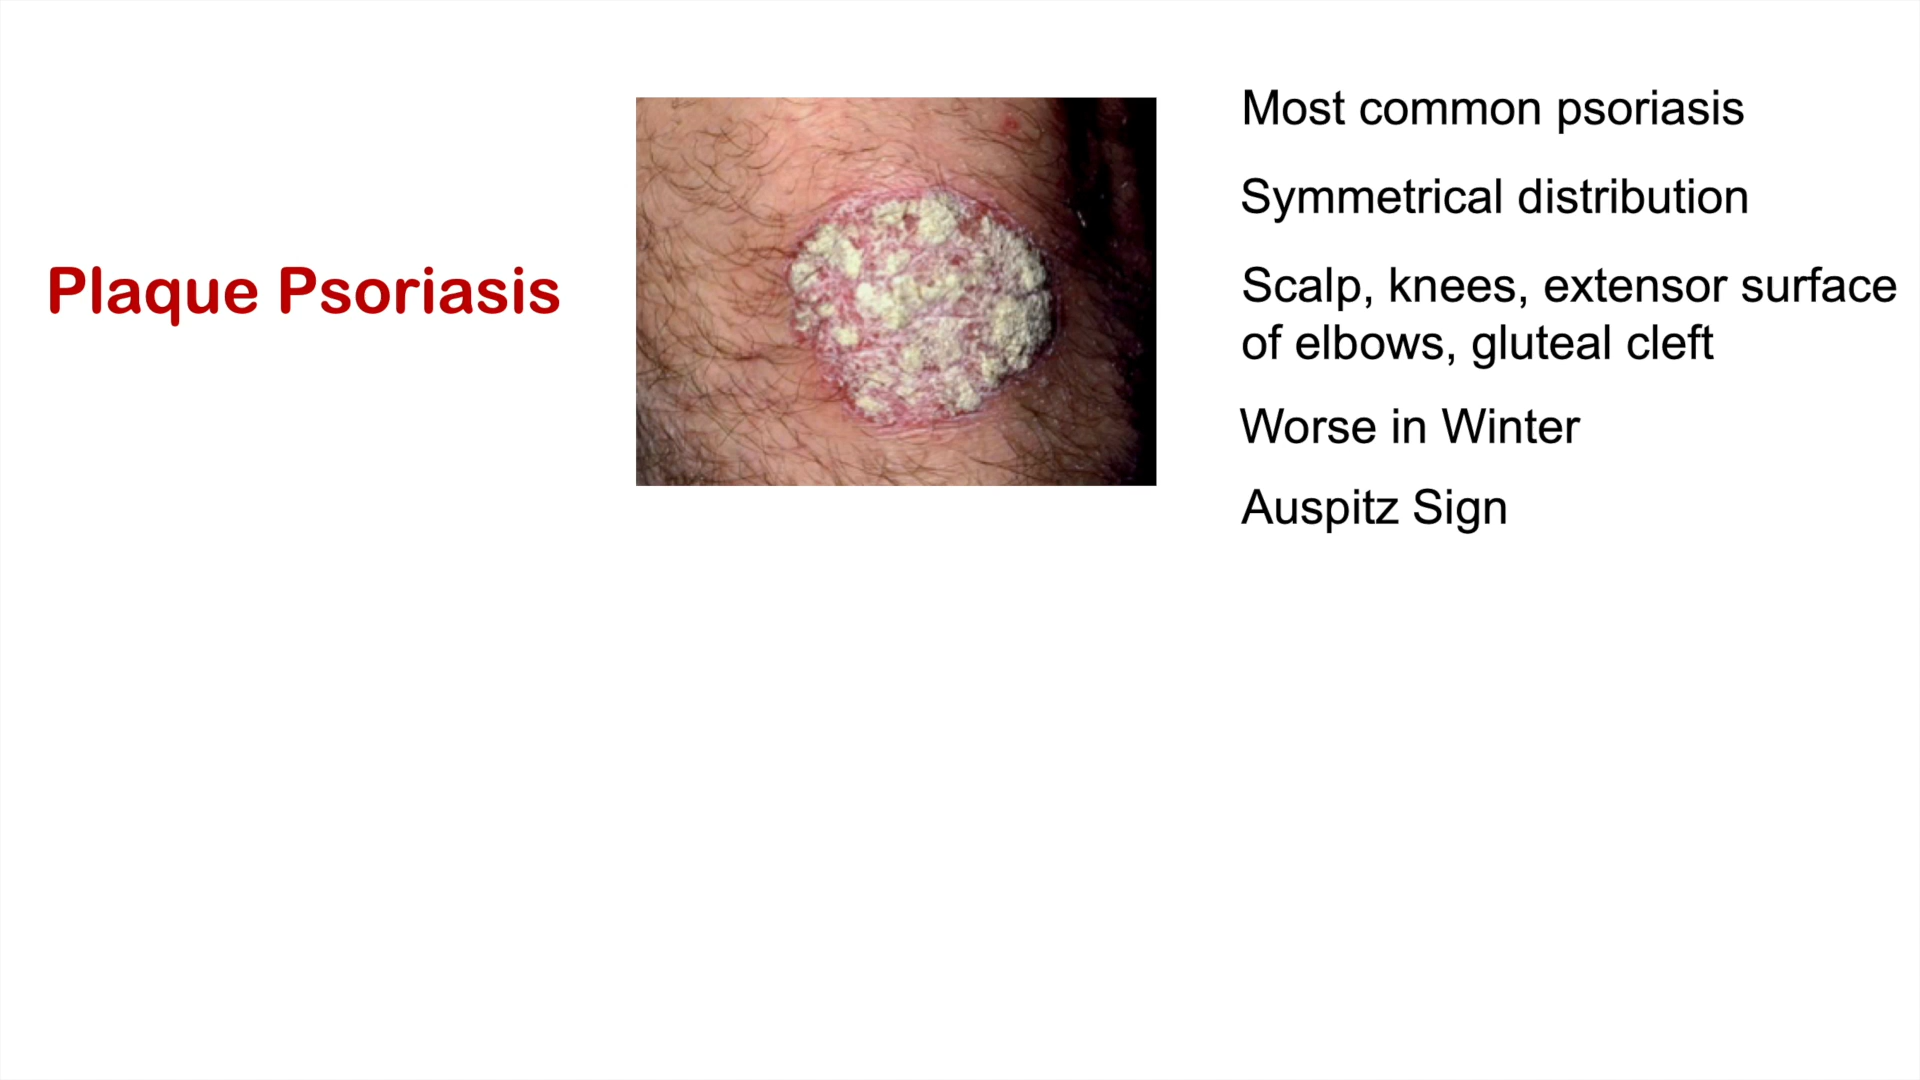 Plaque Psoriasis
Most common psoriasis
Symmetrical distribution
Scalp, knees, extensor surface
of elbows, gluteal cleft
Worse in Winter
Auspitz Sign